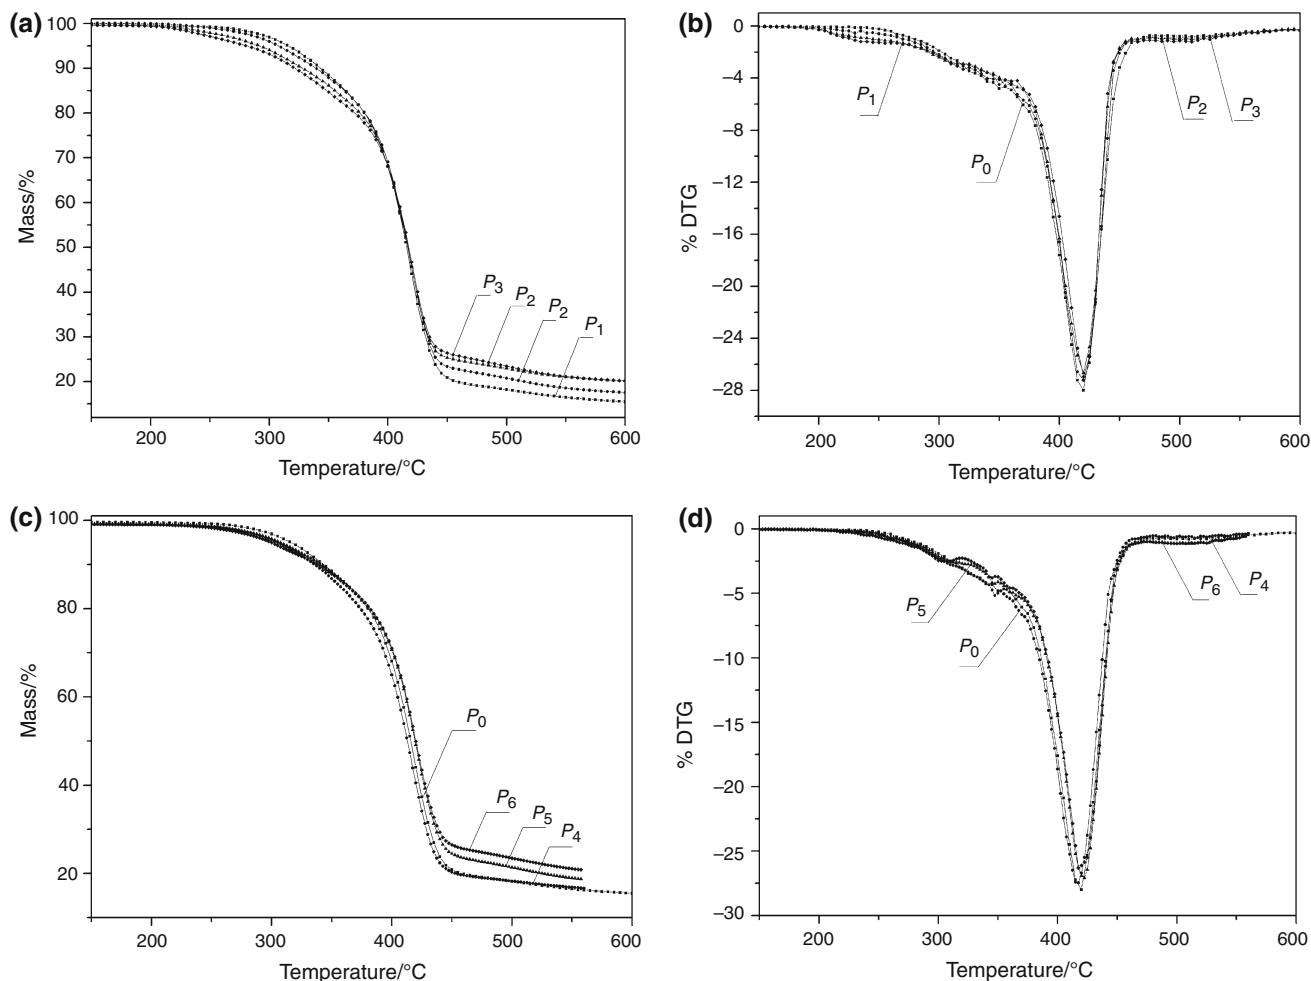 (a)
100
90
80
70
60
50
40
30
20
Mass/%
P3
P2
P2
P1
200 300 400 500 600
Temperature/°C
(b)
0
−4
−8
−12
−16
−20
−24
−28
% DTG
P1
P0
P2
P3
200 300 400 500 600
Temperature/°C
(c)
100
80
60
40
20
Mass/%
P0
P6
P5
P4
200 300 400 500 600
Temperature/°C
(d)
0
−5
−10
−15
−20
−25
−30
% DTG
P5
P0
P6
P4
200 300 400 500 600
Temperature/°C